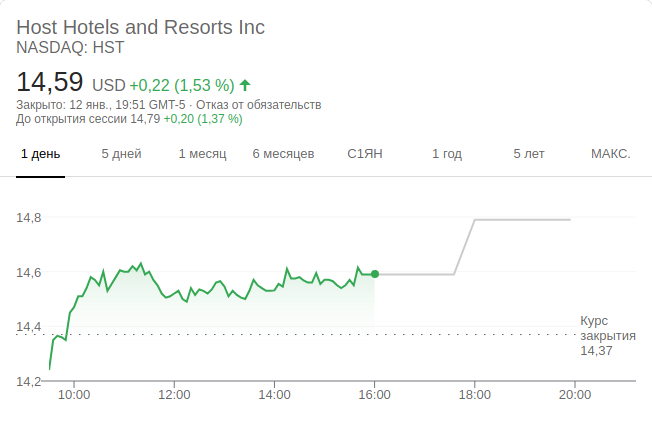 Host Hotels and Resorts Inc
NASDAQ: HST
14,59 USD +0,22 (1,53 %)
Закрыто: 12 янв., 19:51 GMT-5 · Отказ от обязательств
До открытия сессии 14,79 +0,20 (1,37 %)
1 день 5 дней 1 месяц 6 месяцев С1ЯН 1 год 5 лет МАКС.
14,8
14,6
14,4
Курс
закрытия
14,37
14,2
10:00 12:00 14:00 16:00 18:00 20:00